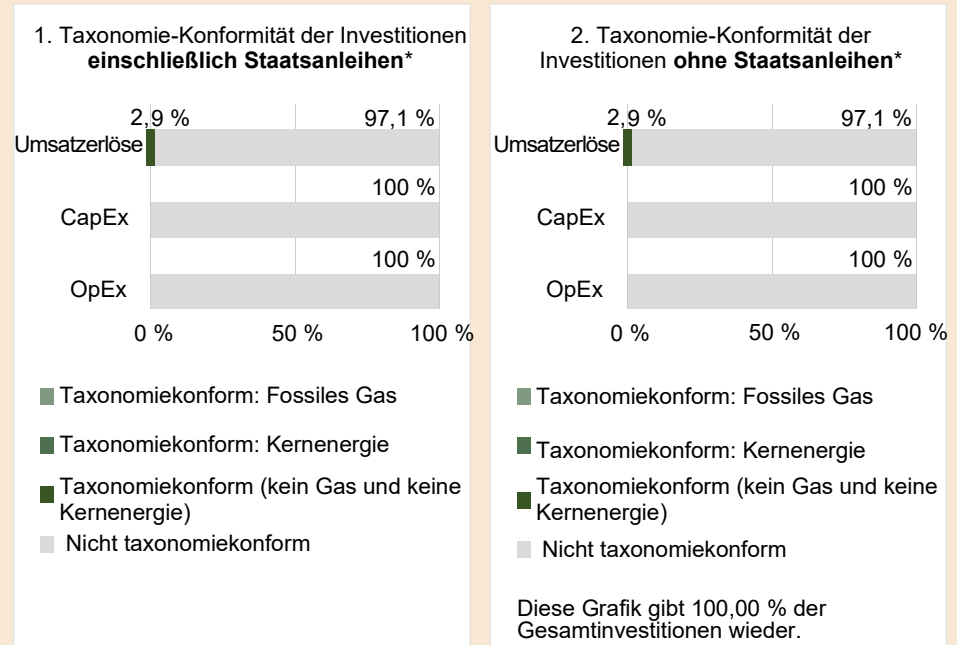 1. Taxonomie-Konformität der Investitionen
einschließlich Staatsanleihen*
2,9 % 97,1 %
Umsatzerlöse
100 %
CapEx
100 %
OpEx
0 % 50 % 100 %
Taxonomiekonform: Fossiles Gas
Taxonomiekonform: Kernenergie
Taxonomiekonform (kein Gas und keine
Kernenergie)
Nicht taxonomiekonform
2. Taxonomie-Konformität der
Investitionen ohne Staatsanleihen*
2,9 % 97,1 %
Umsatzerlöse
100 %
CapEx
100 %
OpEx
0 % 50 % 100 %
Taxonomiekonform: Fossiles Gas
Taxonomiekonform: Kernenergie
Taxonomiekonform (kein Gas und keine
Kernenergie)
Nicht taxonomiekonform
Diese Grafik gibt 100,00 % der
Gesamtinvestitionen wieder.